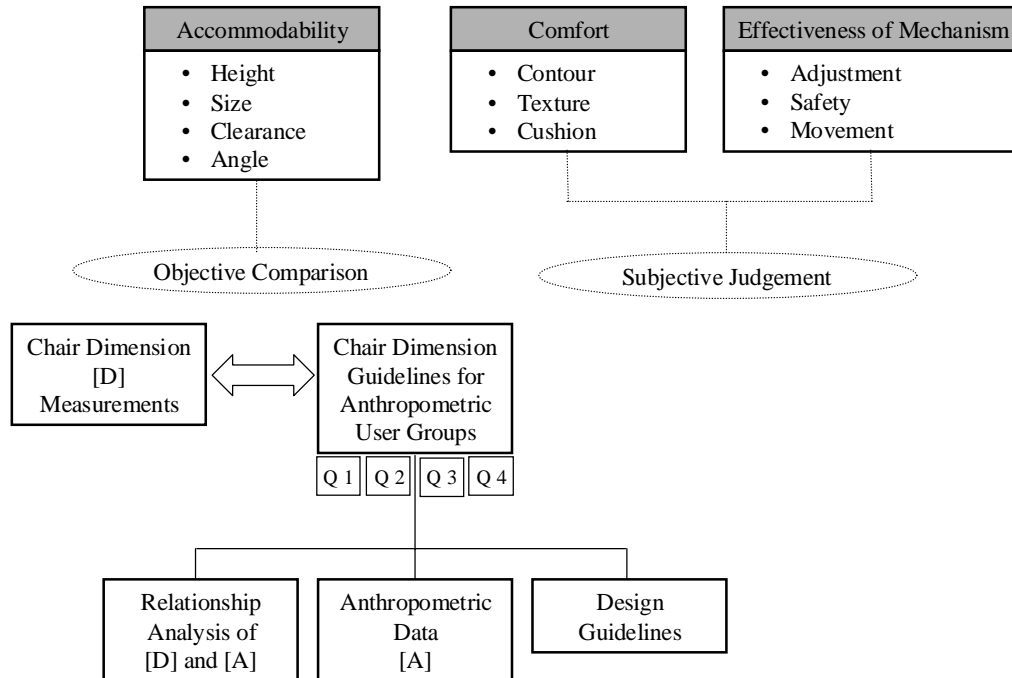 Accommodability
• Height
• Size
• Clearance
• Angle
Comfort
• Contour
• Texture
• Cushion
Effectiveness of Mechanism
• Adjustment
• Safety
• Movement
Objective Comparison
Subjective Judgement
Chair Dimension
[D]
Measurements
Chair Dimension
Guidelines for
Anthropometric
User Groups
Q 1
Q 2
Q 3
Q 4
Relationship
Analysis of
[D] and [A]
Anthropometric
Data
[A]
Design
Guidelines